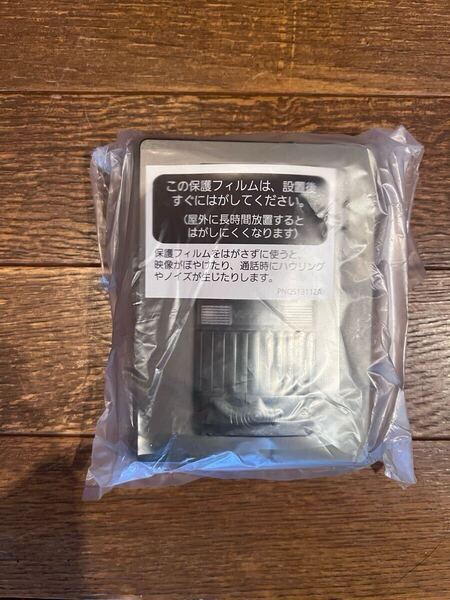 この保護フィルムは、設置後
すぐにはがしてください。
(屋外に長時間放置すると
はがしにくくなります)
保護フィルムをはがさずに使うと、
映像がぼやけたり、通話時にハウリング
やノイズが生じたりします。
PNQS1311ZA